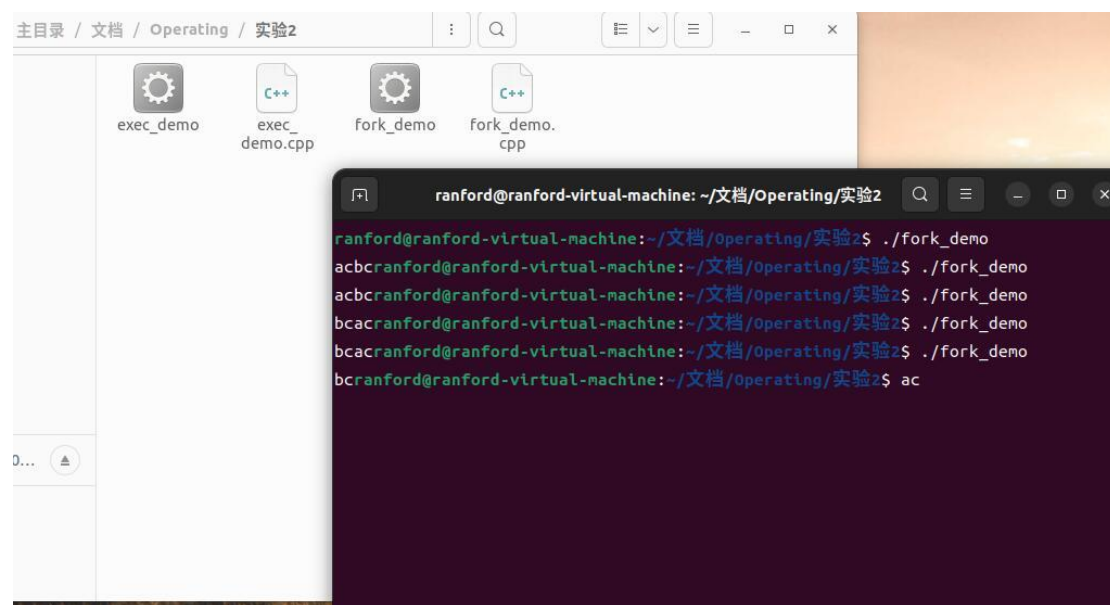 主目录 / 文档 / Operating / 实验2
C++
C++
exec_demo
exec_
demo.cpp
fork_demo
fork_demo.
cpp
ranford@ranford-virtual-machine: ~/文档/Operating/实验2
ranford@ranford-virtual-machine:~/文档/Operating/实验2$ ./fork_demo
acbcranford@ranford-virtual-machine:~/文档/Operating/实验2$ ./fork_demo
acbcranford@ranford-virtual-machine:~/文档/Operating/实验2$ ./fork_demo
bcacranford@ranford-virtual-machine:~/文档/Operating/实验2$ ./fork_demo
bcacranford@ranford-virtual-machine:~/文档/Operating/实验2$ ./fork_demo
bcranford@ranford-virtual-machine:~/文档/Operating/实验2$ ac